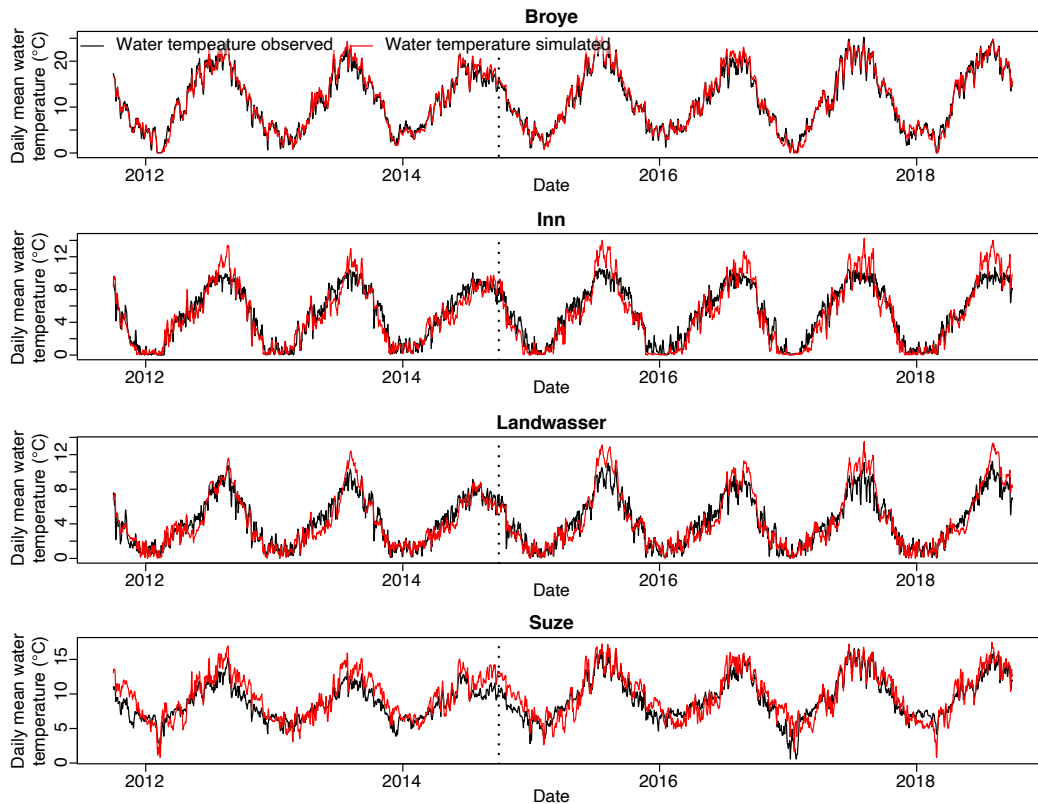 Broye
Water tempeature observed
Water temperature simulated
Daily mean water
temperature (°C)
0 10 20
2012 2014 2016 2018
Date
Inn
Daily mean water
temperature (°C)
0 4 8 12
2012 2014 2016 2018
Date
Landwasser
Daily mean water
temperature (°C)
0 4 8 12
2012 2014 2016 2018
Date
Suze
Daily mean water
temperature (°C)
0 5 10 15
2012 2014 2016 2018
Date